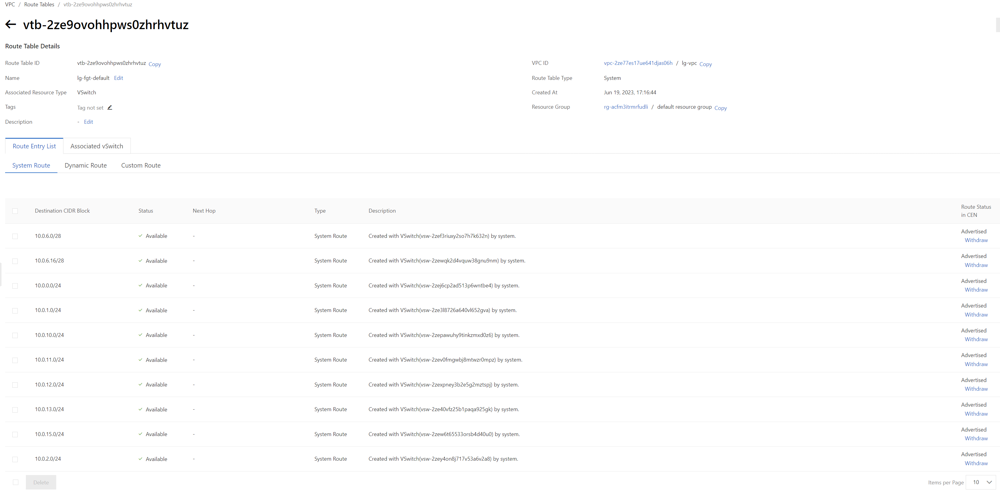 VPC / Route Tables / vtb-2ze9ovohhpws0zhrhvtuz
vtb-2ze9ovohhpws0zhrhvtuz
Route Table Details
Route Table ID vtb-2ze9ovohhpws0zhrhvtuz Copy VPC ID vpc-2ze77es17ue641djas06h / lg-vpc Copy
Name lg-fgt-default Edit Route Table Type System
Associated Resource Type VSwitch Created At Jun 19, 2023, 17:16:44
Tags Tag not set Resource Group rg-acfm3itrmrfudli / default resource group Copy
Description - Edit
Route Entry List Associated vSwitch
System Route Dynamic Route Custom Route
Destination CIDR Block Status Next Hop Type Description Route Status
in CEN
10.0.6.0/28 Available - System Route Created with VSwitch(vsw-2zef3riuxy2so7h7k632n) by system. Advertised
Withdraw
10.0.6.16/28 Available - System Route Created with VSwitch(vsw-2zewqk2d4vquw38gnu9nm) by system. Advertised
Withdraw
10.0.0.0/24 Available - System Route Created with VSwitch(vsw-2zej6cp2ad513p6wntbe4) by system. Advertised
Withdraw
10.0.1.0/24 Available - System Route Created with VSwitch(vsw-2ze3l8726a640vl652gva) by system. Advertised
Withdraw
10.0.10.0/24 Available - System Route Created with VSwitch(vsw-2zepawuhy9tinkzmxd0z6) by system. Advertised
Withdraw
10.0.11.0/24 Available - System Route Created with VSwitch(vsw-2zev0fmgwbj8mtwzr0mpz) by system. Advertised
Withdraw
10.0.12.0/24 Available - System Route Created with VSwitch(vsw-2zexpney3b2e5g2mztspj) by system. Advertised
Withdraw
10.0.13.0/24 Available - System Route Created with VSwitch(vsw-2ze40vfz25b1paqa925gk) by system. Advertised
Withdraw
10.0.15.0/24 Available - System Route Created with VSwitch(vsw-2zew6t65533orsb4d40u0) by system. Advertised
Withdraw
10.0.2.0/24 Available - System Route Created with VSwitch(vsw-2zey4on8j717v53a6v2a8) by system. Advertised
Withdraw
Delete Items per Page 10